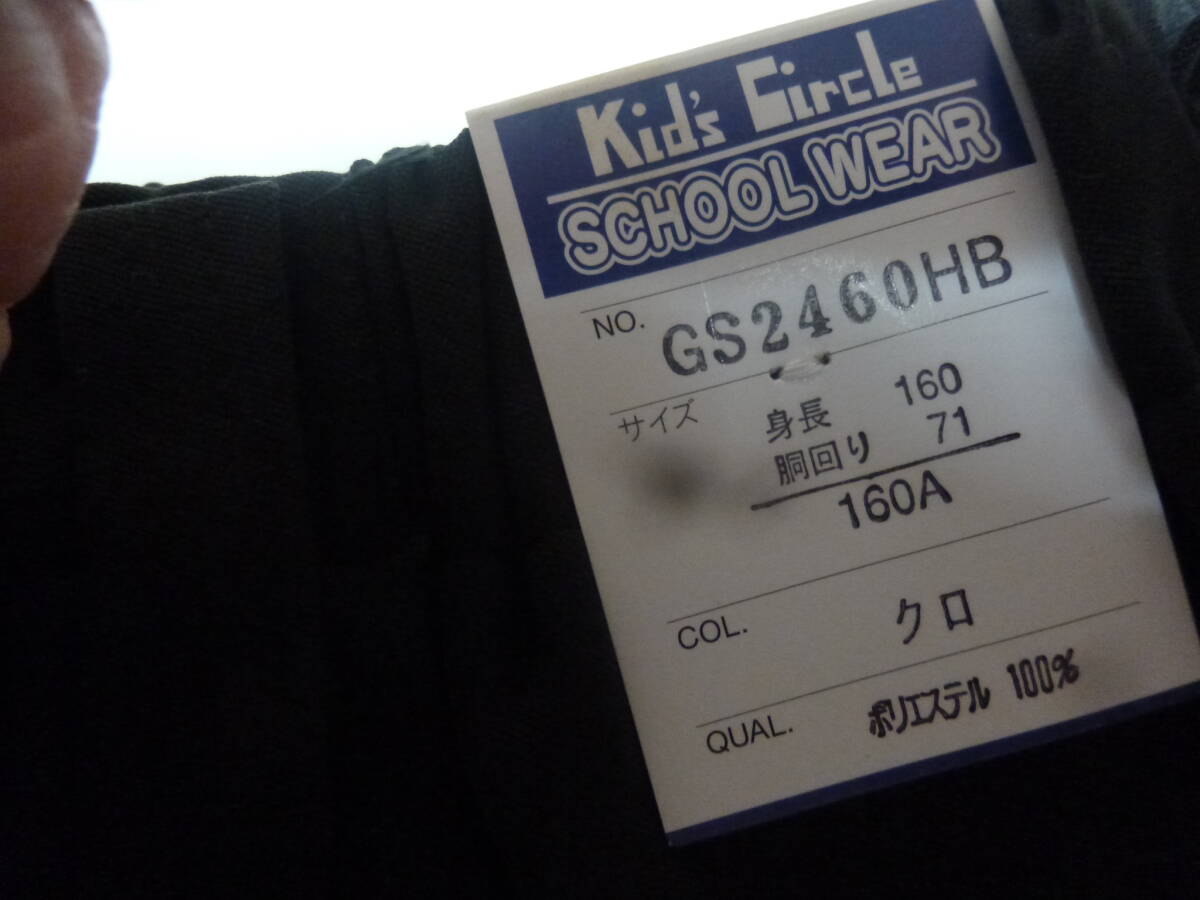 Kid's Circle
SCHOOL WEAR
NO. GS2460HB
サイズ 身長 160
胴回り 71
160A
COL. クロ
QUAL. ポリエステル 100%